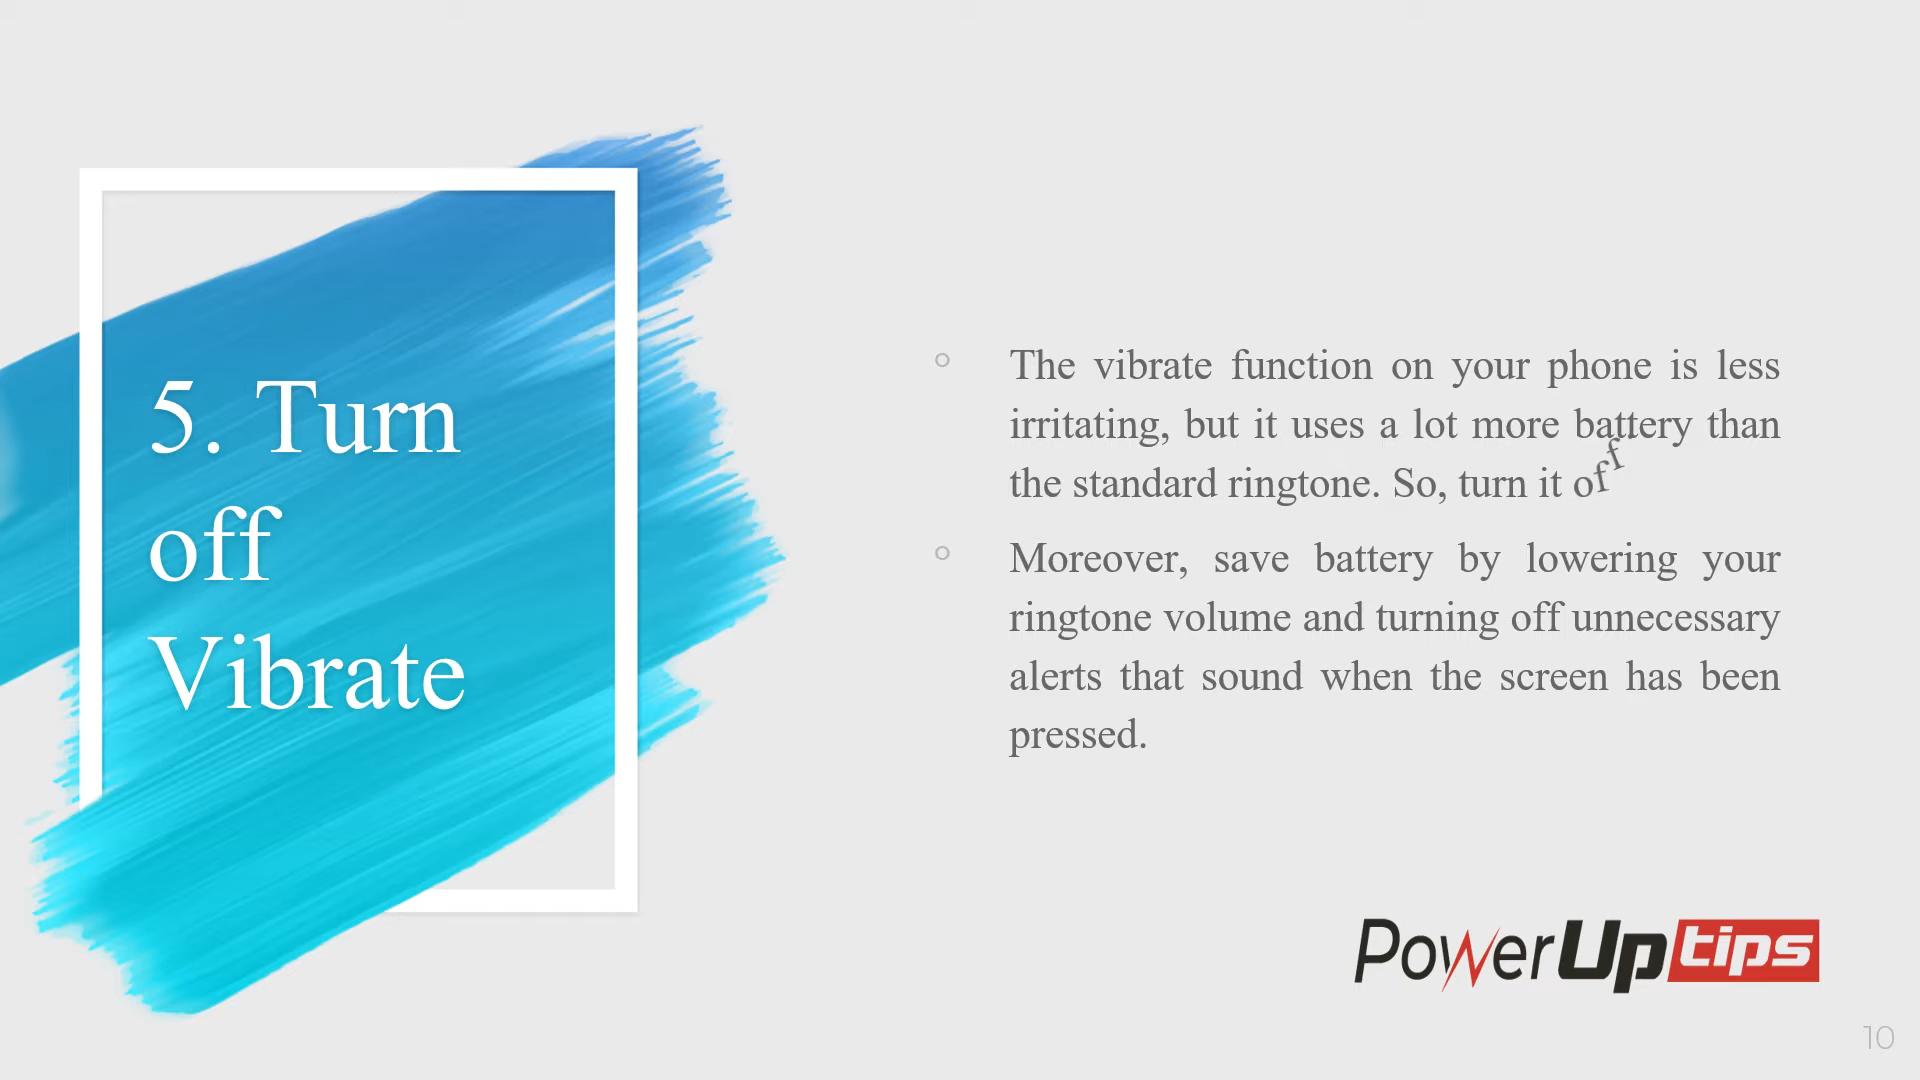 5. Turn
off
Vibrate
The vibrate function on your phone is less
irritating, but it uses a lot more battery than
the standard ringtone. So, turn it off
Moreover, save battery by lowering your
ringtone volume and turning off unnecessary
alerts that sound when the screen has been
pressed.
PowerUp tips
10